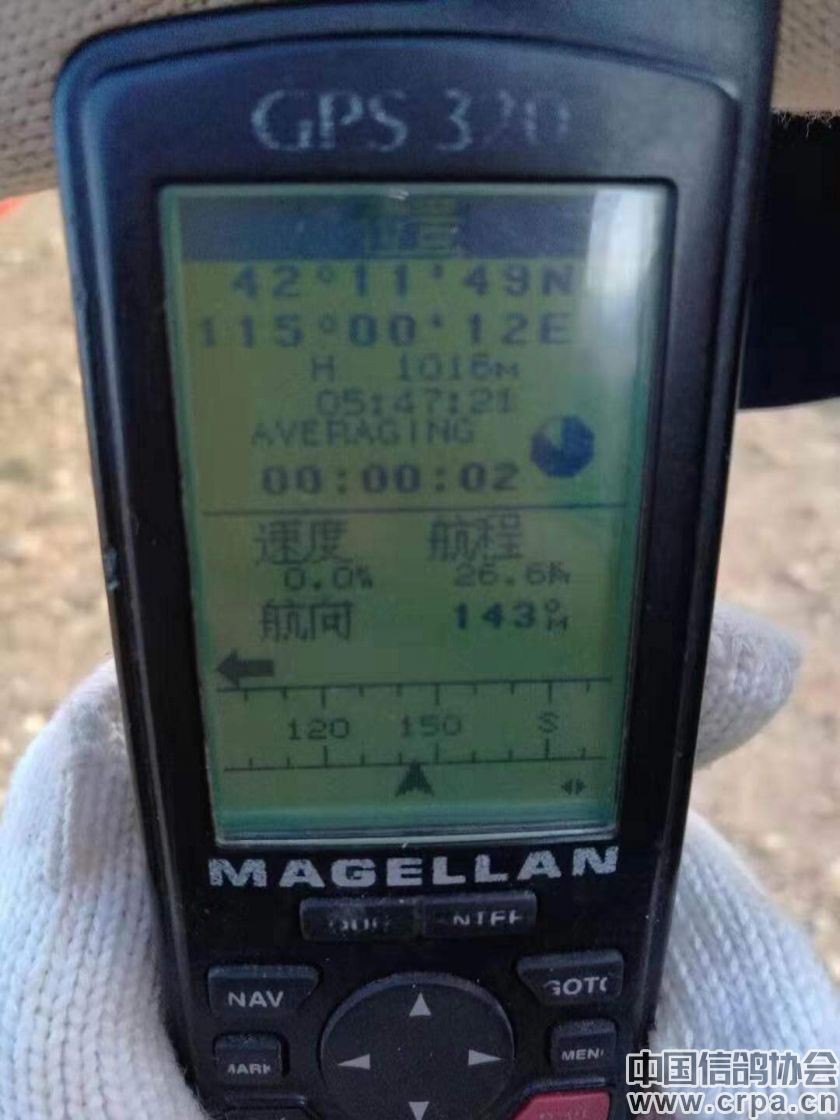 GPS 320
42°11'49N
115°00'12E
H 1016M
05:47:21
AVERAGING
00:00:02
速度 航程
0.0% 26.6KM
航向 143°M
120 150 S
MAGELLAN
NAV GOTO
MARK MENU
中国信鸽协会
www.crpa.cn